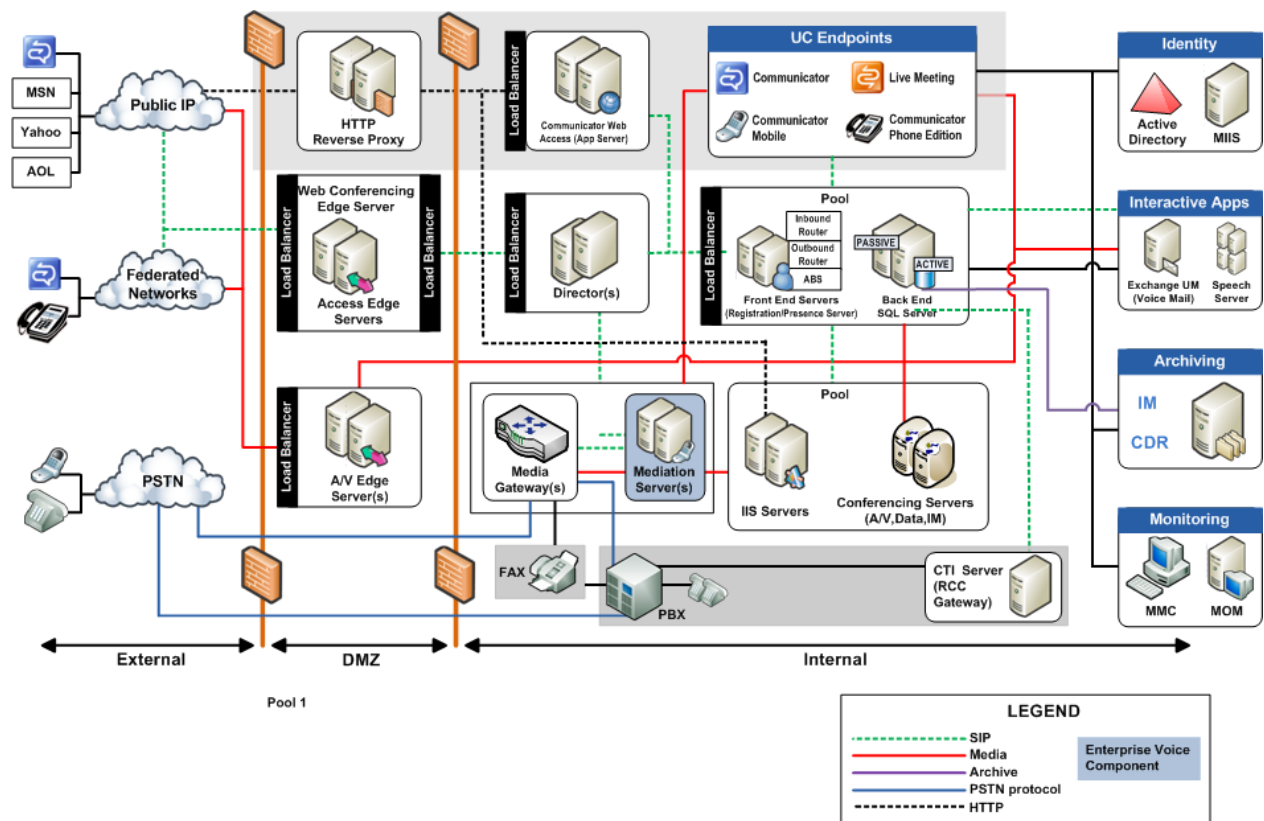 MSN
Yahoo
AOL
Public IP
Federated
Networks
PSTN
HTTP
Reverse Proxy
Load Balancer
Communicator Web
Access (App Server)
UC Endpoints
Communicator
Live Meeting
Communicator
Mobile
Communicator
Phone Edition
Identity
Active
Directory
MIIS
Load Balancer
Web Conferencing
Edge Server
Access Edge
Servers
Load Balancer
Load Balancer
Director(s)
Load Balancer
Pool
Inbound
Router
Outbound
Router
ABS
PASSIVE
ACTIVE
Front End Servers
(Registration/Presence Server)
Back End
SQL Server
Interactive Apps
Exchange UM
(Voice Mail)
Speech
Server
Load Balancer
A/V Edge
Server(s)
Media
Gateway(s)
Mediation
Server(s)
Pool
IIS Servers
Conferencing Servers
(A/V,Data,IM)
Archiving
IM
CDR
FAX
PBX
CTI Server
(RCC
Gateway)
Monitoring
MMC
MOM
External
DMZ
Internal
Pool 1
LEGEND
SIP
Media
Archive
PSTN protocol
HTTP
Enterprise Voice
Component